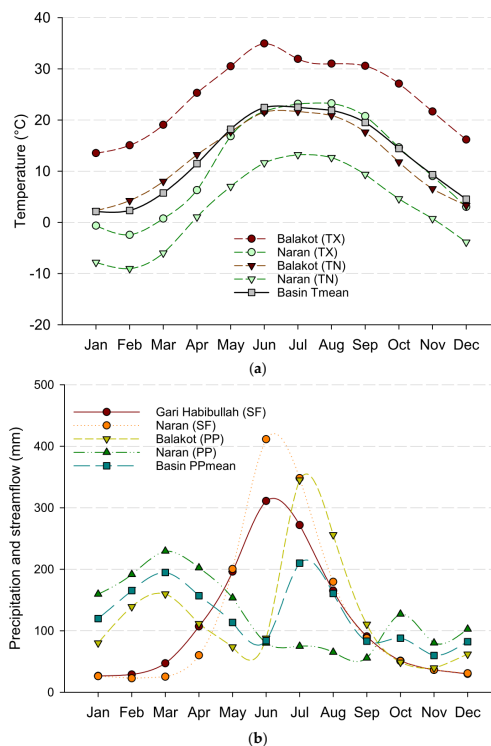 40
30
20
10
0
-10
-20
Temperature (°C)
Balakot (TX)
Naran (TX)
Balakot (TN)
Naran (TN)
Basin Tmean
Jan Feb Mar Apr May Jun Jul Aug Sep Oct Nov Dec
(a)
500
400
300
200
100
0
Precipitation and streamflow (mm)
Gari Habibullah (SF)
Naran (SF)
Balakot (PP)
Naran (PP)
Basin PPmean
Jan Feb Mar Apr May Jun Jul Aug Sep Oct Nov Dec
(b)